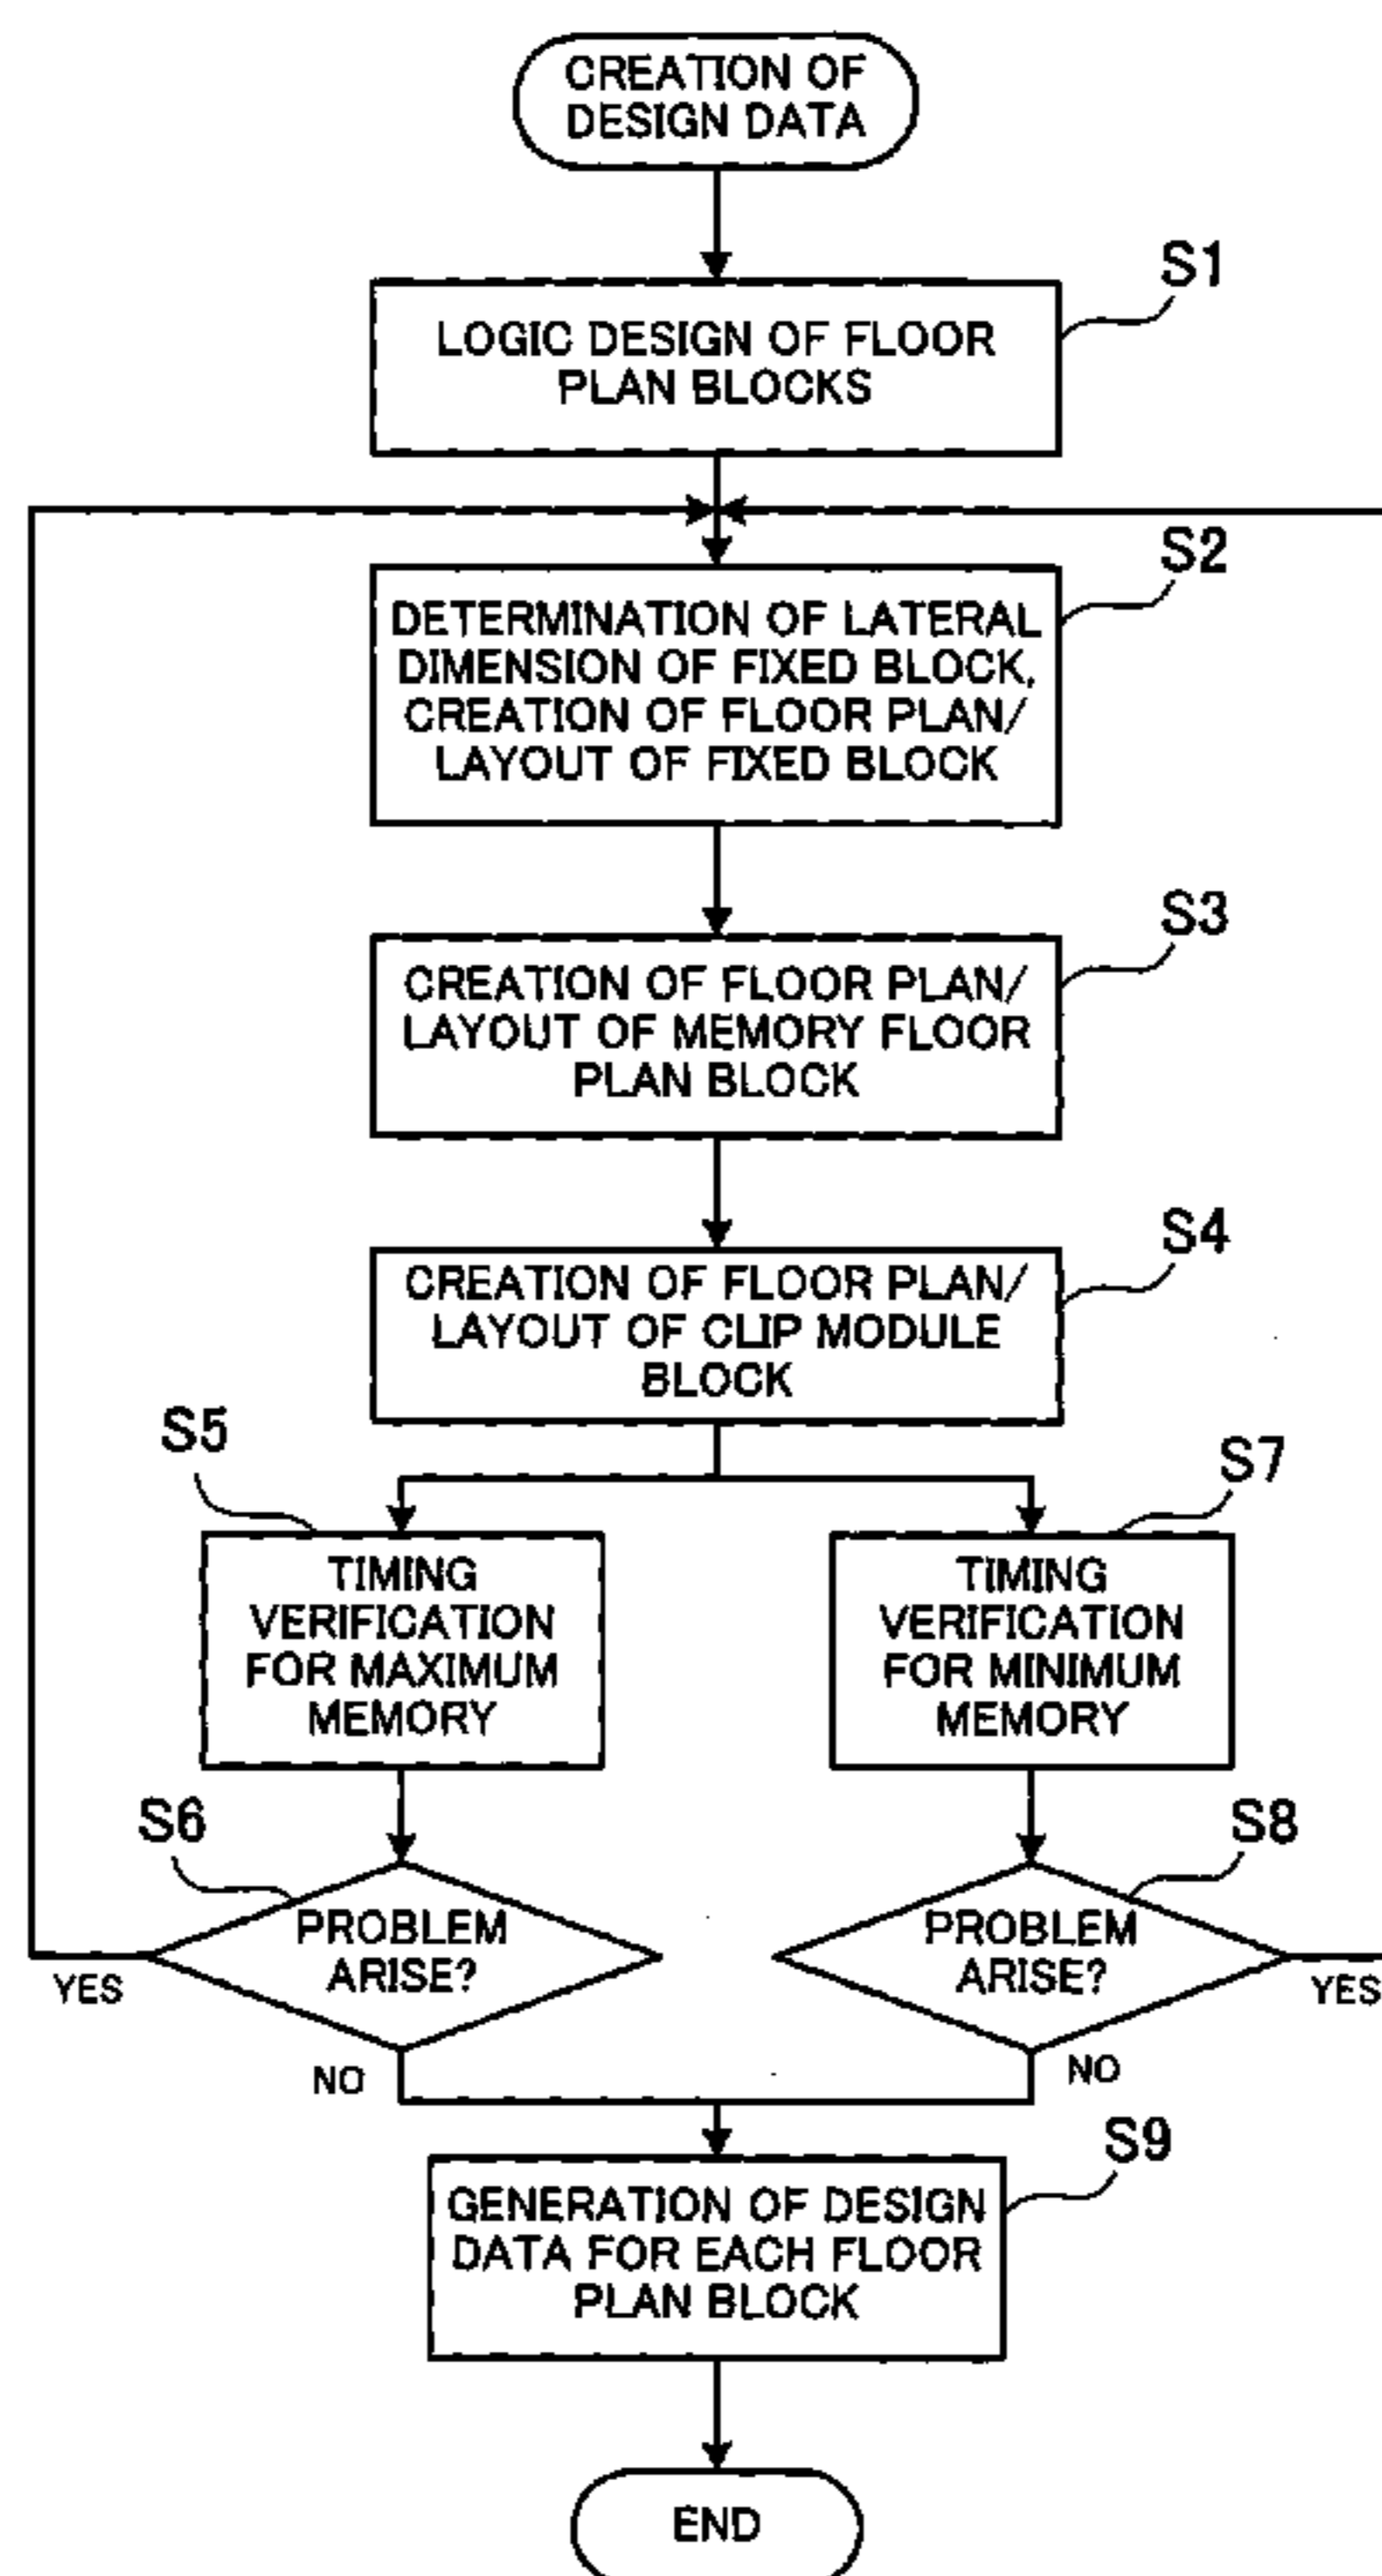 CREATION OF
DESIGN DATA
S1
LOGIC DESIGN OF FLOOR
PLAN BLOCKS
S2
DETERMINATION OF LATERAL
DIMENSION OF FIXED BLOCK,
CREATION OF FLOOR PLAN/
LAYOUT OF FIXED BLOCK
S3
CREATION OF FLOOR PLAN/
LAYOUT OF MEMORY FLOOR
PLAN BLOCK
S4
CREATION OF FLOOR PLAN/
LAYOUT OF CLIP MODULE
BLOCK
S5
TIMING
VERIFICATION
FOR MAXIMUM
MEMORY
S7
TIMING
VERIFICATION
FOR MINIMUM
MEMORY
S6
PROBLEM
ARISE?
YES
NO
S8
PROBLEM
ARISE?
YES
NO
S9
GENERATION OF DESIGN
DATA FOR EACH FLOOR
PLAN BLOCK
END